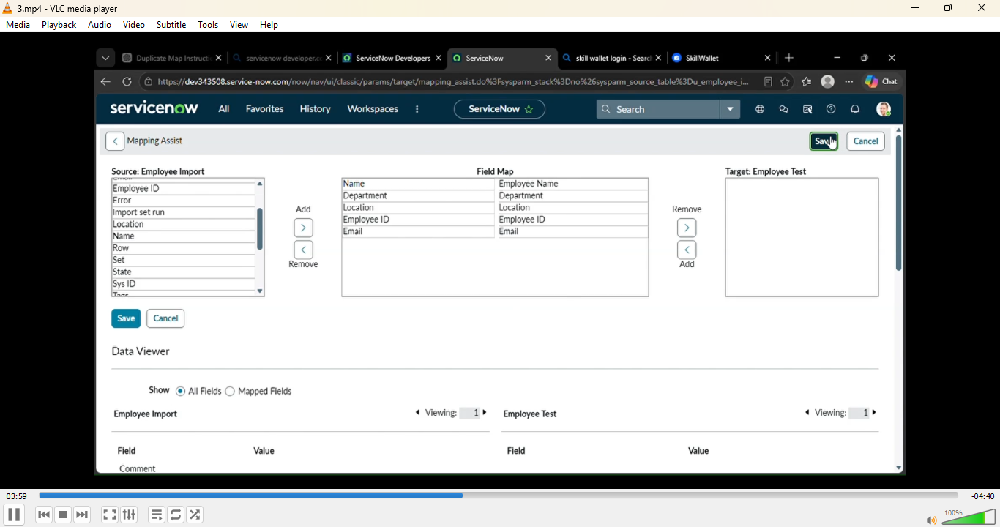 3.mp4 - VLC media player
Media Playback Audio Video Subtitle Tools View Help
Duplicate Map Instructi servicenow developer.c ServiceNow Developers ServiceNow skill wallet login - Search SkillWallet
https://dev343508.service-now.com/now/nav/ui/classic/params/target/mapping_assist.do%3Fsysparm_stack%3Dno%26sysparm_source_table%3Du_employee_i... Chat
servicenow All Favorites History Workspaces ServiceNow Search
Mapping Assist Save Cancel
Source: Employee Import Field Map Target: Employee Test
Email
Employee ID
Error
Import set run
Location
Name
Row
Set
State
Sys ID
Tags
Add
Remove
Name Employee Name
Department Department
Location Location
Employee ID Employee ID
Email Email
Remove
Add
Save Cancel
Data Viewer
Show All Fields Mapped Fields
Employee Import Viewing: 1 Employee Test Viewing: 1
Field Value Field Value
Comment
03:59 -04:40
100%